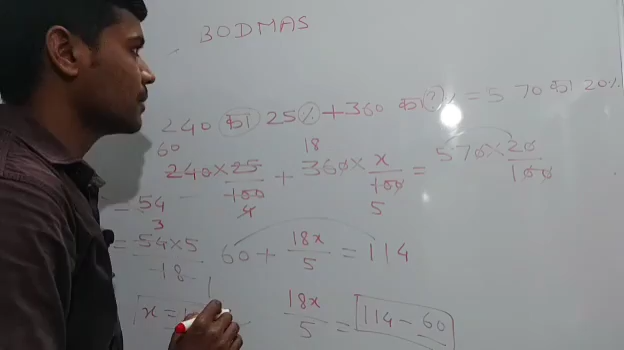 BODMAS
240 का 25% + 360 का ?% = 570 का 20%
60 18
240 × 25/100 + 360 × x/100 = 570 × 20/100
4 5
= 54
3
= 54 × 5/18 60 + 18x/5 = 114
x = 18x/5 = 114 - 60